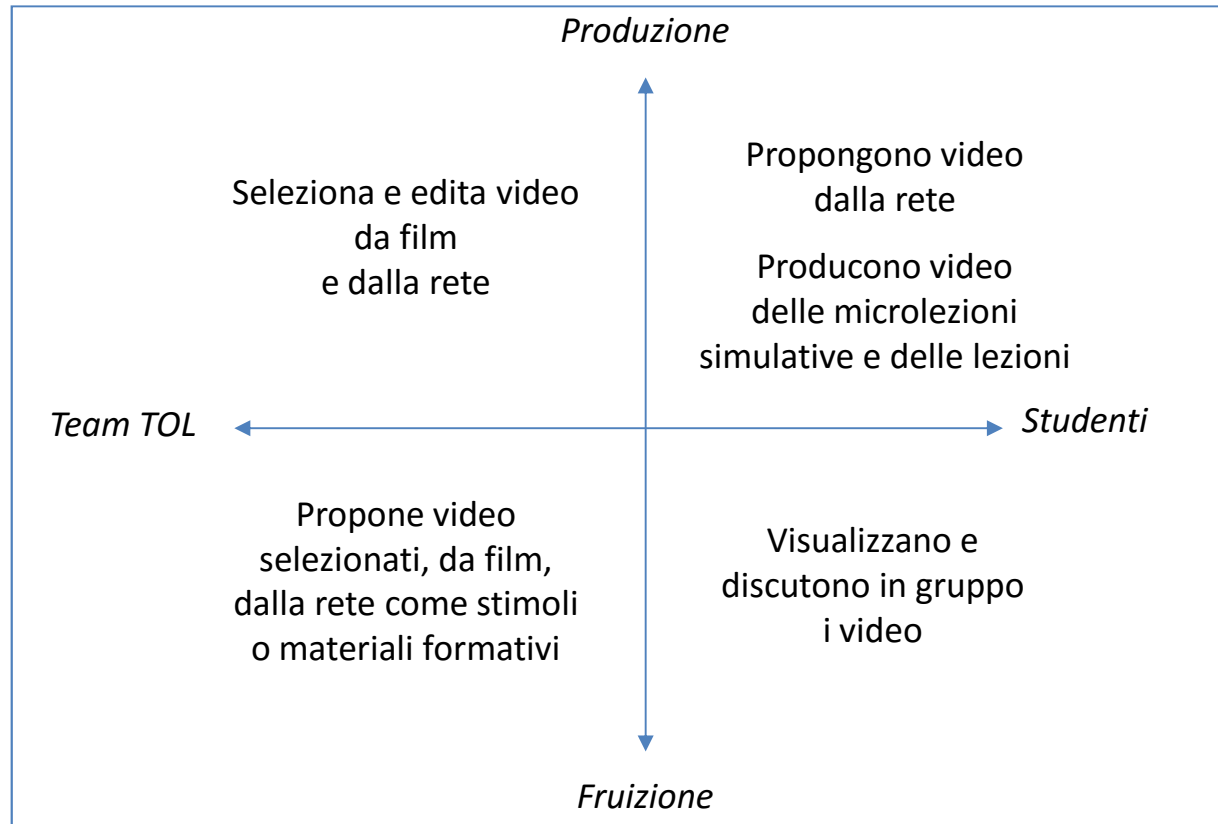 Produzione
Seleziona e edita video
da film
e dalla rete
Propongono video
dalla rete
Producono video
delle microlezioni
simulative e delle lezioni
Team TOL
Studenti
Propone video
selezionati, da film,
dalla rete come stimoli
o materiali formativi
Visualizzano e
discutono in gruppo
i video
Fruizione